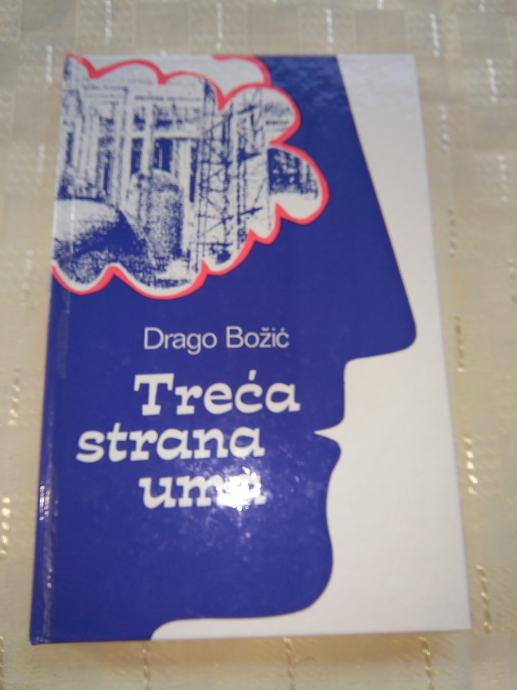 Drago Božić
Treća
strana
uma